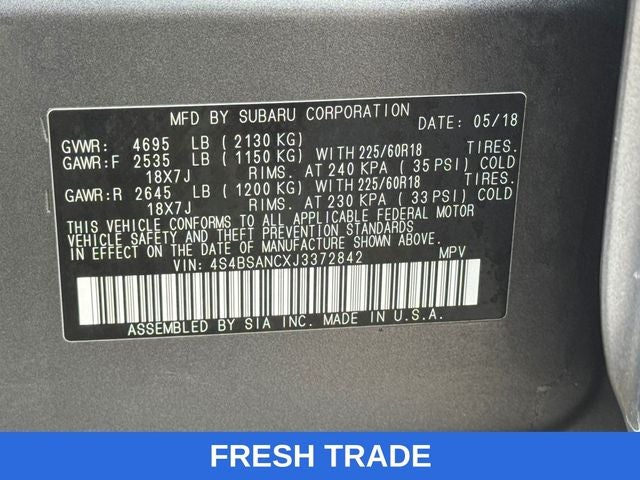 MFD BY SUBARU CORPORATION DATE: 05/18
GVWR: 4695 LB ( 2130 KG)
GAWR:F 2535 LB ( 1150 KG) WITH 225/60R18 TIRES.
18X7J RIMS. AT 240 KPA ( 35 PSI) COLD
GAWR:R 2645 LB ( 1200 KG) WITH 225/60R18 TIRES.
18X7J RIMS. AT 230 KPA ( 33 PSI) COLD
THIS VEHICLE CONFORMS TO ALL APPLICABLE FEDERAL MOTOR
VEHICLE SAFETY AND THEFT PREVENTION STANDARDS
IN EFFECT ON THE DATE OF MANUFACTURE SHOWN ABOVE.
VIN: 4S4BSANCXJ3372842 MPV
ASSEMBLED BY SIA INC. MADE IN U.S.A.
FRESH TRADE